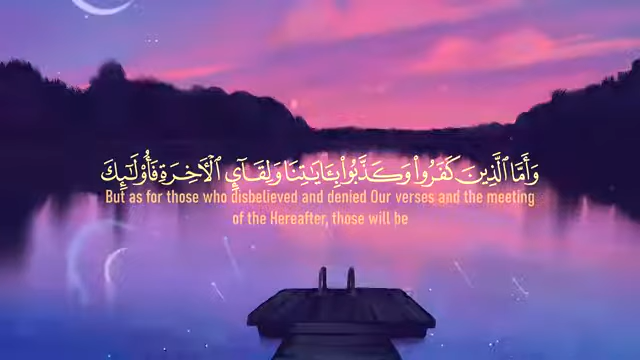 وَأَمَّا ٱلَّذِينَ كَفَرُوا۟ وَكَذَّبُوا۟ بِـَٔايَـٰتِنَا وَلِقَآئِ ٱلْـَٔاخِرَةِ فَأُو۟لَـٰٓئِكَ
But as for those who disbelieved and denied Our verses and the meeting
of the Hereafter, those will be